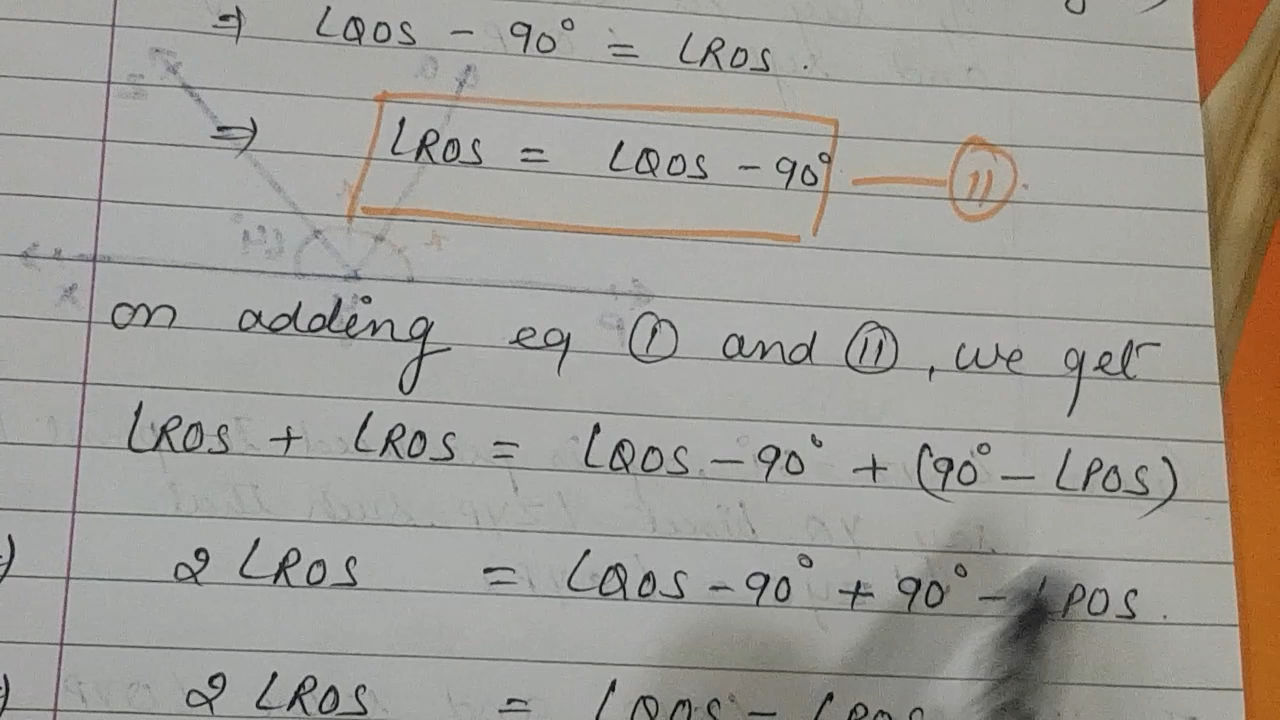 ⇒ ∠QOS - 90° = ∠ROS.
⇒ ∠ROS = ∠QOS - 90° — (II).
on adding eq (I) and (II), we get
∠ROS + ∠ROS = ∠QOS - 90° + (90° - ∠POS)
2 ∠ROS = ∠QOS - 90° + 90° - ∠POS.
2 ∠ROS = ∠QOS - ∠POS